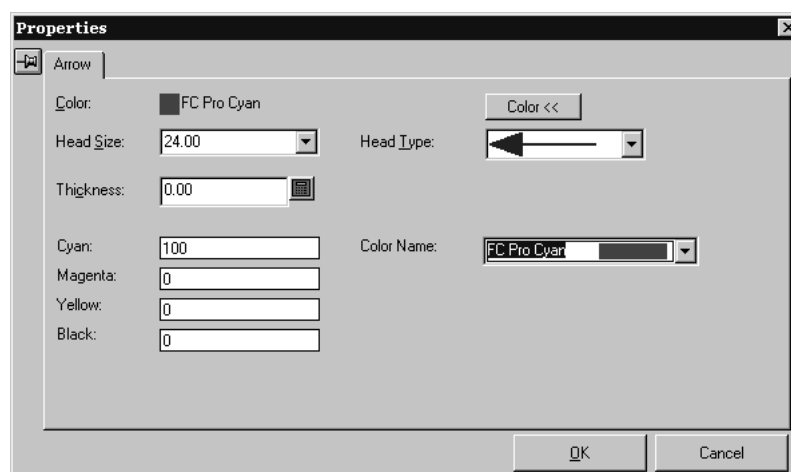 Properties
Arrow
Color: FC Pro Cyan Color <<
Head Size: 24.00 Head Type:
Thickness: 0.00
Cyan: 100 Color Name: FC Pro Cyan
Magenta: 0
Yellow: 0
Black: 0
OK Cancel